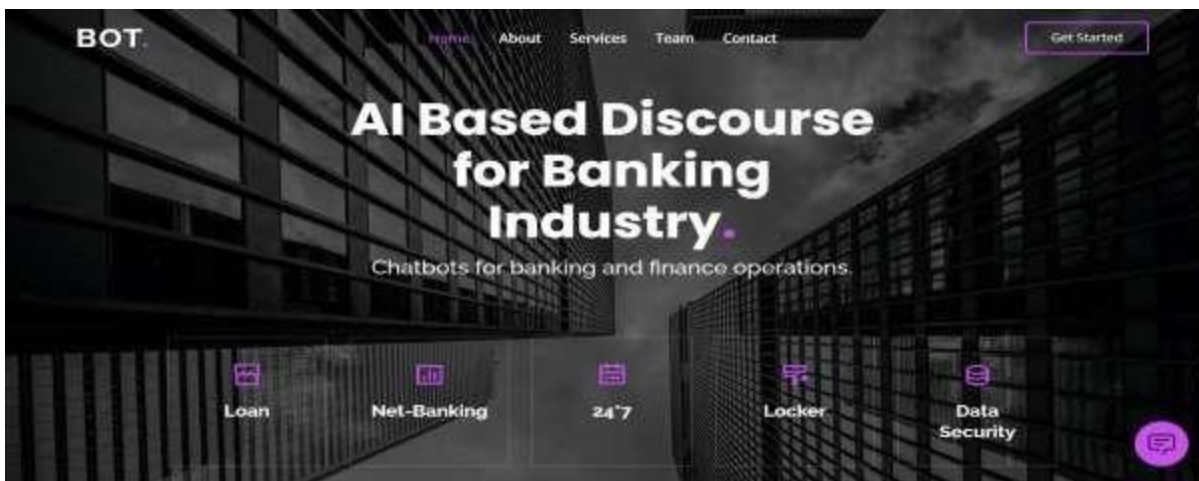 BOT.
Home About Services Team Contact
Get Started
AI Based Discourse
for Banking
Industry.
Chatbots for banking and finance operations.
Loan
Net-Banking
24*7
Locker
Data
Security